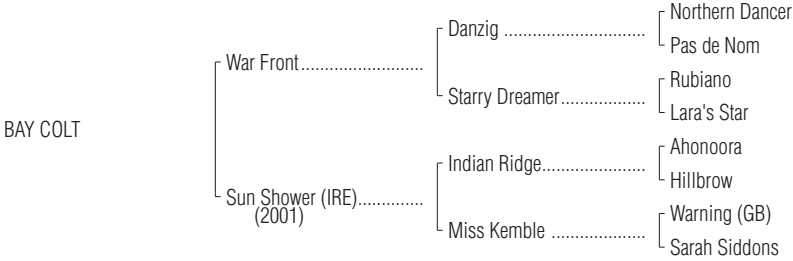 Northern Dancer
Danzig ..............................
Pas de Nom
War Front..........................
Rubiano
Starry Dreamer..................
Lara's Star
BAY COLT
Ahonoora
Indian Ridge......................
Hillbrow
Sun Shower (IRE)..............
(2001)
Warning (GB)
Miss Kemble ....................
Sarah Siddons